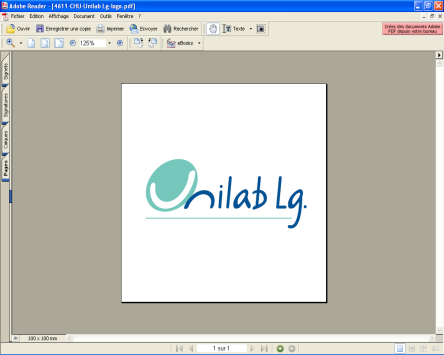 Adobe Reader - [4611-CHU-Unilab Lg-logo.pdf]
Fichier Edition Affichage Document Outils Fenêtre ?
Ouvrir Enregistrer une copie Imprimer Envoyer Rechercher Texte
Créer des documents Adobe
PDF depuis votre bureau
125% eBooks
Signets
Signatures
Calques
Pages
Unilab Lg.
100 x 100 mm
1 sur 1